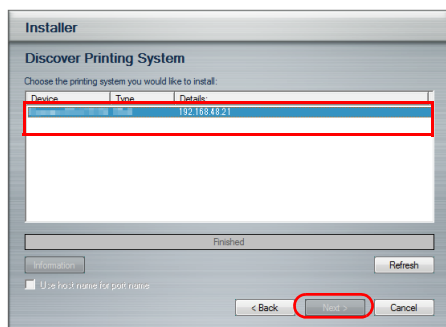 Installer
Discover Printing System
Choose the printing system you would like to install:
Device Type Details:
192.168.48.21
Finished
Information Refresh
Use host name for port name
< Back Next > Cancel